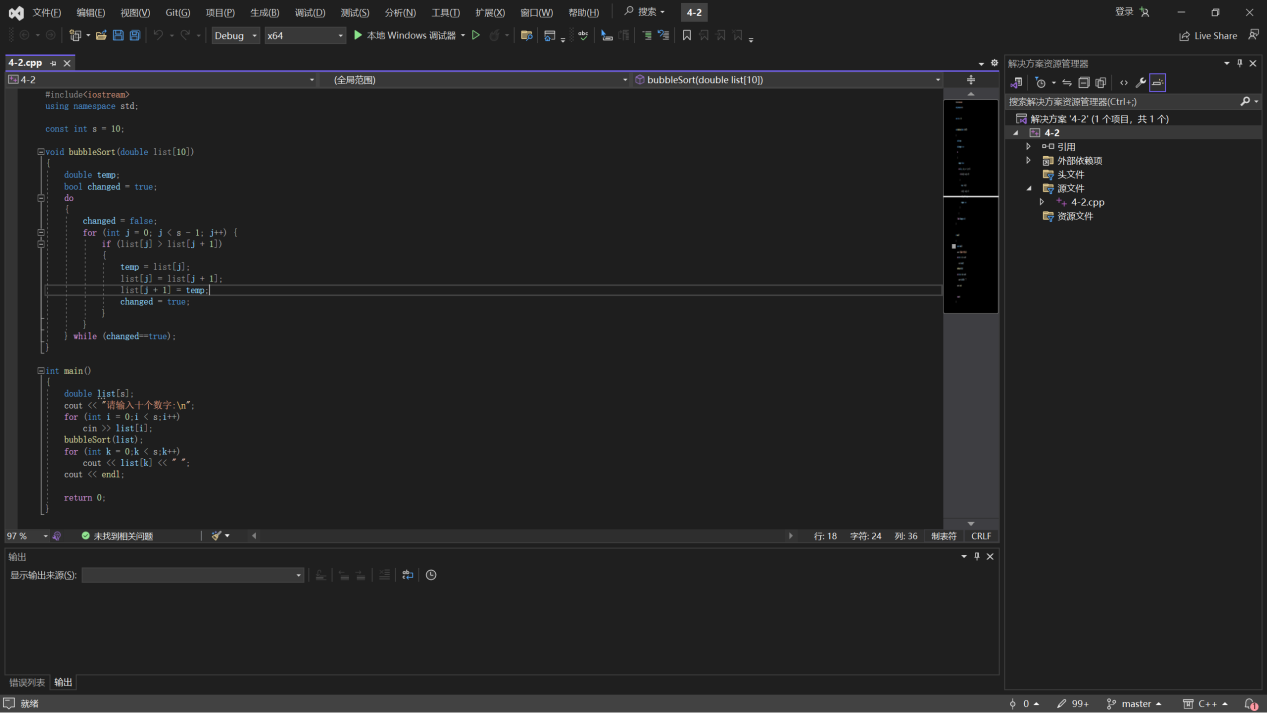 文件(F) 编辑(E) 视图(V) Git(G) 项目(P) 生成(B) 调试(D) 测试(S) 分析(N) 工具(T) 扩展(X) 窗口(W) 帮助(H) 搜索 4-2 登录
Debug x64 本地 Windows 调试器 Live Share
4-2.cpp
4-2 (全局范围) bubbleSort(double list[10])
#include<iostream>
using namespace std;
const int s = 10;
void bubbleSort(double list[10])
{
double temp;
bool changed = true;
do
{
changed = false;
for (int j = 0; j < s - 1; j++) {
if (list[j] > list[j + 1])
{
temp = list[j];
list[j] = list[j + 1];
list[j + 1] = temp;
changed = true;
}
}
} while (changed==true);
}
int main()
{
double list[s];
cout << "请输入十个数字:\n";
for (int i = 0;i < s;i++)
cin >> list[i];
bubbleSort(list);
for (int k = 0;k < s;k++)
cout << list[k] << " ";
cout << endl;
return 0;
}
97 % 未找到相关问题 行: 18 字符: 24 列: 36 制表符 CRLF
输出
显示输出来源(S):
错误列表 输出
解决方案资源管理器
搜索解决方案资源管理器(Ctrl+;)
解决方案 '4-2' (1 个项目，共 1 个)
4-2
引用
外部依赖项
头文件
源文件
4-2.cpp
资源文件
就绪 0 99+ master C++ 1